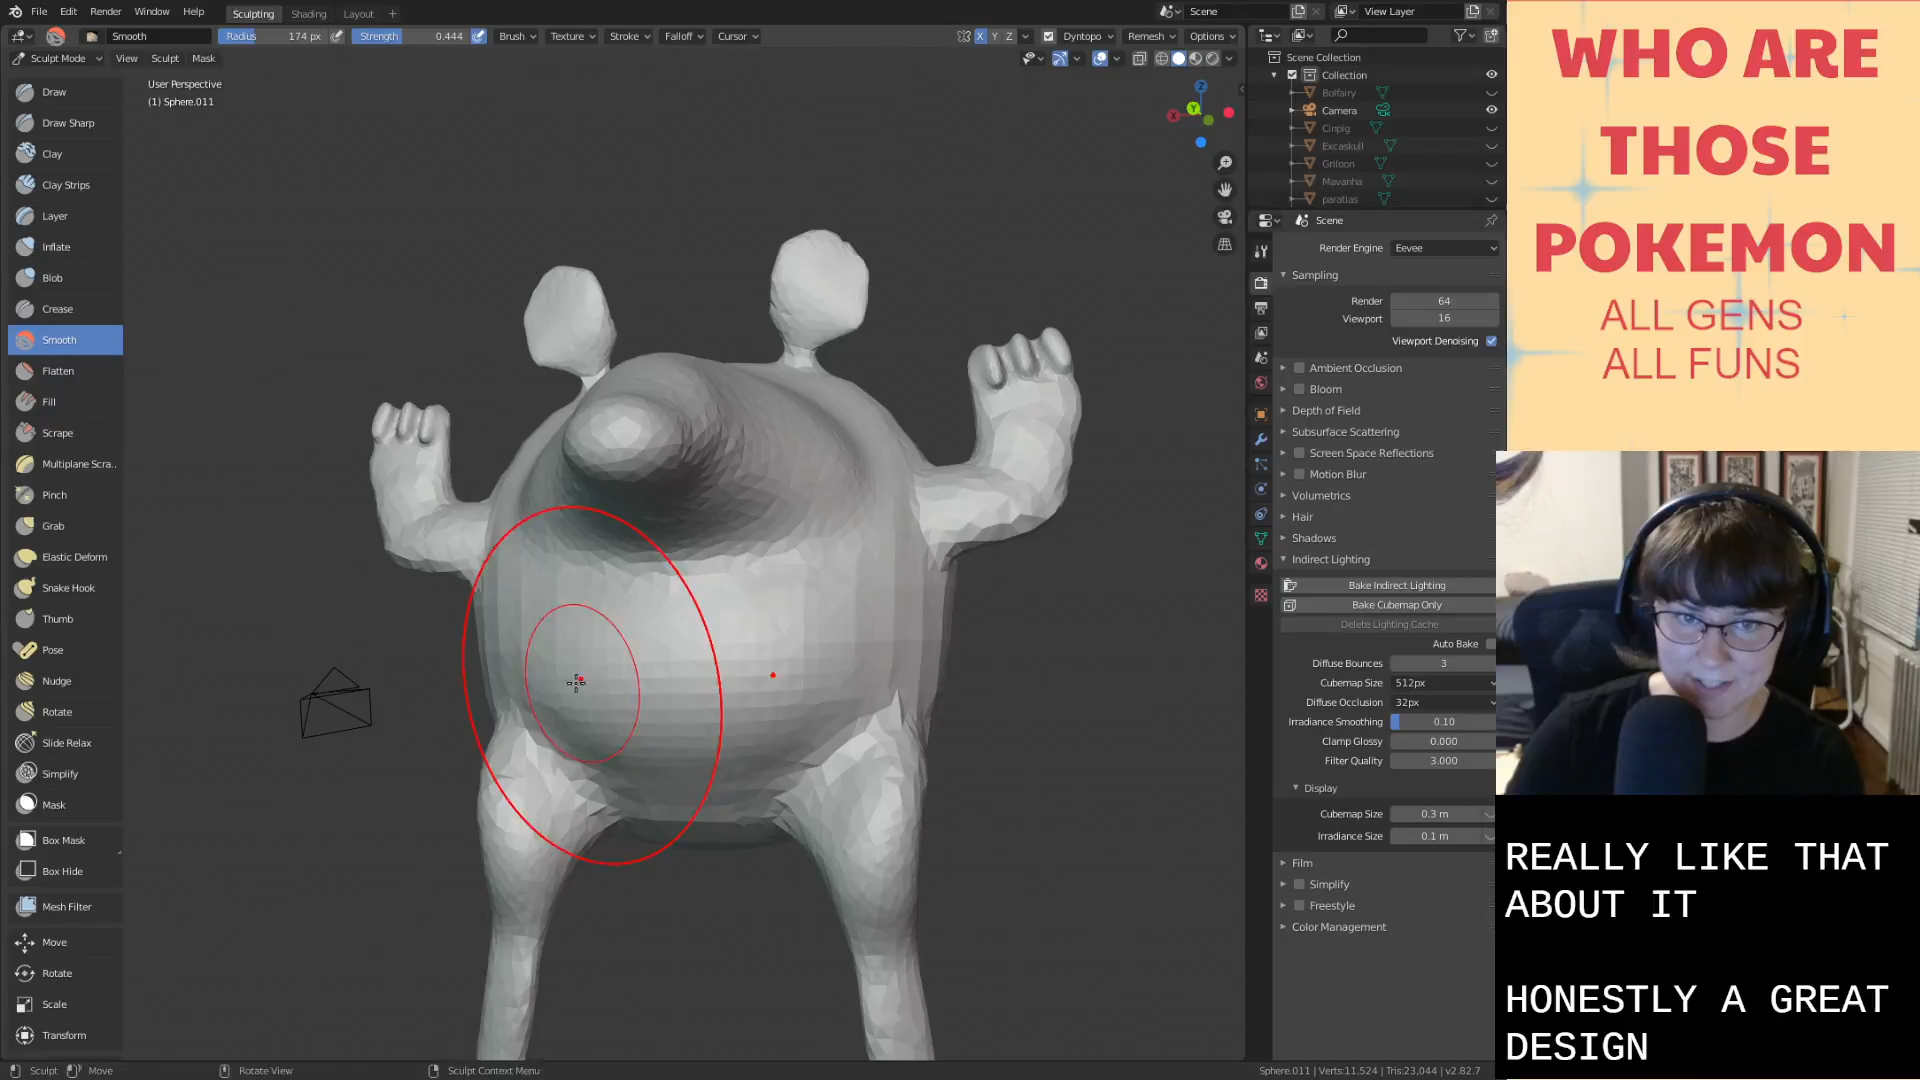 File Edit Render Window Help Sculpting Shading Layout + Scene View Layer
Smooth Radius 174 px Strength 0.444 Brush Texture Stroke Falloff Cursor X Y Z Dyntopo Remesh Options
Sculpt Mode View Sculpt Mask
User Perspective
(1) Sphere.011
Draw
Draw Sharp
Clay
Clay Strips
Layer
Inflate
Blob
Crease
Smooth
Flatten
Fill
Scrape
Multiplane Scra..
Pinch
Grab
Elastic Deform
Snake Hook
Thumb
Pose
Nudge
Rotate
Slide Relax
Simplify
Mask
Box Mask
Box Hide
Mesh Filter
Move
Rotate
Scale
Transform
Z
Y
X
Scene Collection
Collection
Bolfairy
Camera
Cinpig
Excaskull
Griloon
Mavanha
paratias
Scene
Render Engine Eevee
Sampling
Render 64
Viewport 16
Viewport Denoising
Ambient Occlusion
Bloom
Depth of Field
Subsurface Scattering
Screen Space Reflections
Motion Blur
Volumetrics
Hair
Shadows
Indirect Lighting
Bake Indirect Lighting
Bake Cubemap Only
Delete Lighting Cache
Auto Bake
Diffuse Bounces 3
Cubemap Size 512px
Diffuse Occlusion 32px
Irradiance Smoothing 0.10
Clamp Glossy 0.000
Filter Quality 3.000
Display
Cubemap Size 0.3 m
Irradiance Size 0.1 m
Film
Simplify
Freestyle
Color Management
WHO ARE
THOSE
POKEMON
ALL GENS
ALL FUNS
REALLY LIKE THAT
ABOUT IT
HONESTLY A GREAT
DESIGN
Sculpt Move Rotate View Sculpt Context Menu Sphere.011 | Verts:11,524 | Tris:23,044 | v2.82.7